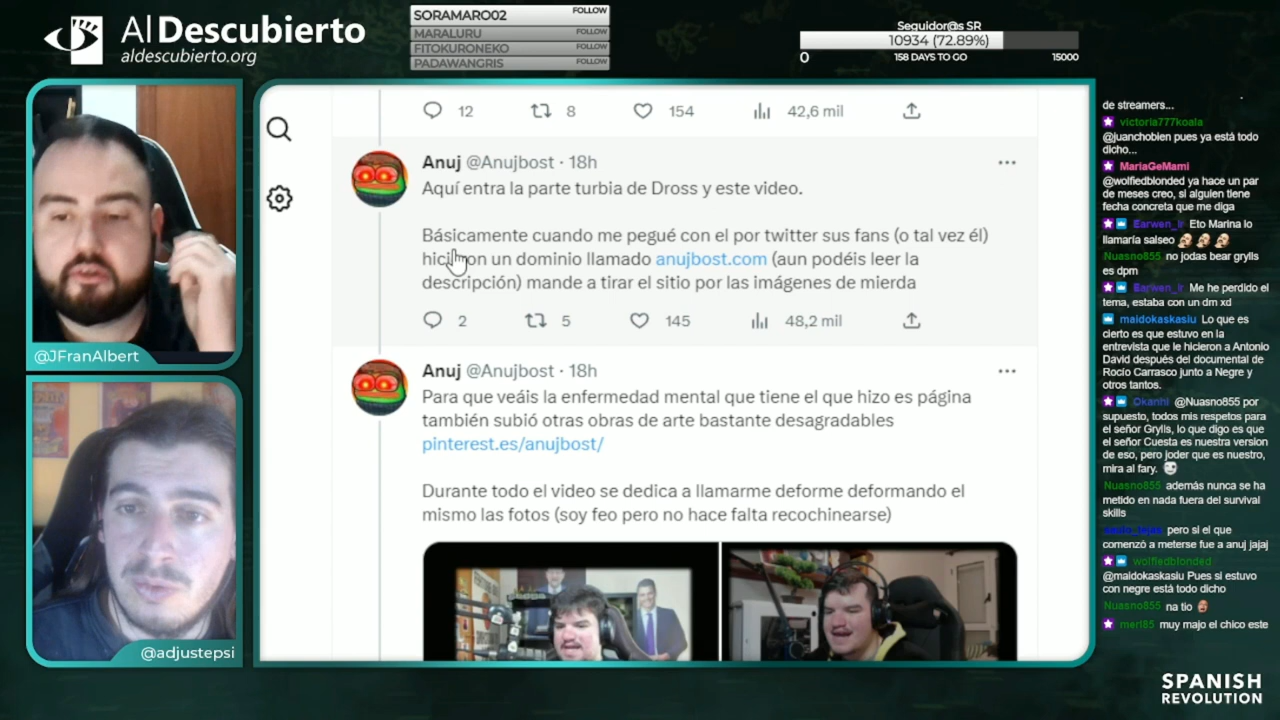 Al Descubierto
aldescubierto.org
SORAMARO02 FOLLOW
MARALURU FOLLOW
FITOKURONEKO FOLLOW
PADAWANGRIS FOLLOW
Seguidor@s SR
10934 (72.89%)
0 158 DAYS TO GO 15000
@JFranAlbert
@adjustepsi
12 8 154 42,6 mil
Anuj @Anujbost · 18h
Aquí entra la parte turbia de Dross y este video.
Básicamente cuando me pegué con el por twitter sus fans (o tal vez él)
un dominio llamado anujbost.com (aun podéis leer la
descripción) mande a tirar el sitio por las imágenes de mierda
2 5 145 48,2 mil
Anuj @Anujbost · 18h
Para que veáis la enfermedad mental que tiene el que hizo es página
también subió otras obras de arte bastante desagradables
pinterest.es/anujbost/
Durante todo el video se dedica a llamarme deforme deformando el
mismo las fotos (soy feo pero no hace falta recochinearse)
de streamers...
victoria777koala
@juanchobien pues ya está todo
dicho...
MariaGeMami
@wolfiedblonded ya hace un par
de meses creo, si alguien tiene
fecha concreta que me diga
Earwen_ir Eto Marina lo
llamaría salseo
Nuasno855 no jodas bear grylls
es dpm
Earwen_ir Me he perdido el
tema, estaba con un dm xd
maidokaskasiu Lo que es
cierto es que estuvo en la
entrevista que le hicieron a Antonio
David después del documental de
Rocío Carrasco junto a Negre y
otros tantos.
Okanhi @Nuasno855 por
supuesto, todos mis respetos para
el señor Grylls, lo que digo es que
el señor Cuesta es nuestra version
de eso, pero joder que es nuestro,
mira al fary.
Nuasno855 además nunca se ha
metido en nada fuera del survival
skills
pero si el que
comenzó a meterse fue a anuj jajaj
wolfiedblonded
@maidokaskasiu Pues si estuvo
con negre está todo dicho
Nuasno855 na tio
meri85 muy majo el chico este
SPANISH
REVOLUTION